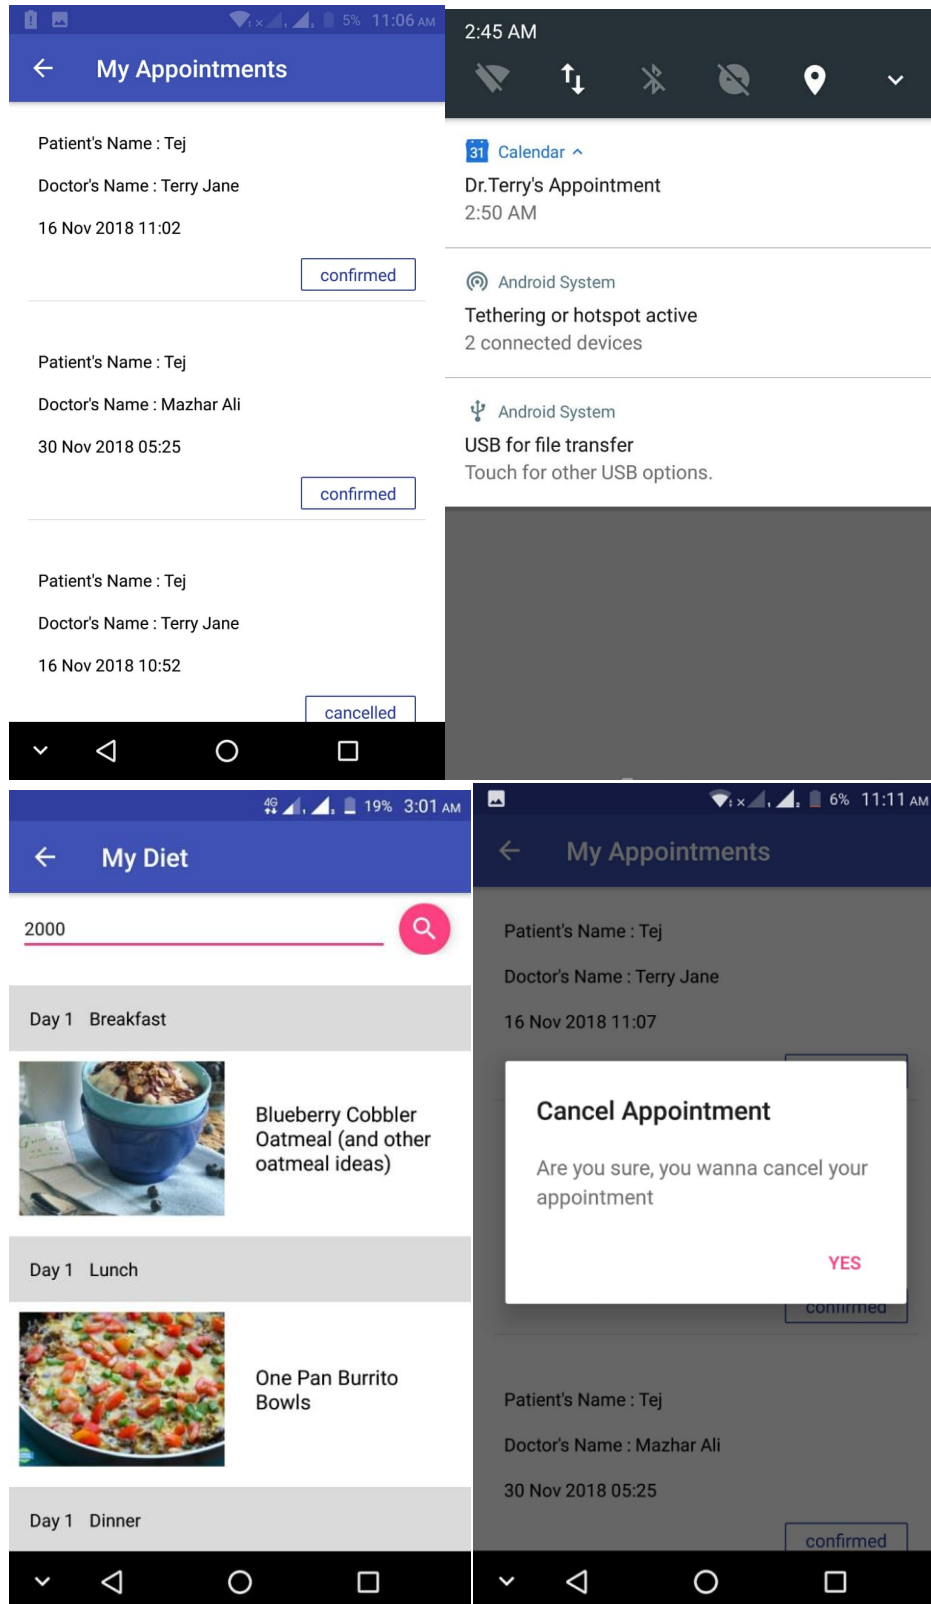 5% 11:06 AM
My Appointments
Patient's Name : Tej
Doctor's Name : Terry Jane
16 Nov 2018 11:02
confirmed
Patient's Name : Tej
Doctor's Name : Mazhar Ali
30 Nov 2018 05:25
confirmed
Patient's Name : Tej
Doctor's Name : Terry Jane
16 Nov 2018 10:52
cancelled
2:45 AM
31 Calendar
Dr.Terry's Appointment
2:50 AM
Android System
Tethering or hotspot active
2 connected devices
Android System
USB for file transfer
Touch for other USB options.
4G 19% 3:01 AM
My Diet
2000
Day 1 Breakfast
Blueberry Cobbler
Oatmeal (and other
oatmeal ideas)
Day 1 Lunch
One Pan Burrito
Bowls
Day 1 Dinner
6% 11:11 AM
My Appointments
Patient's Name : Tej
Doctor's Name : Terry Jane
16 Nov 2018 11:07
Cancel Appointment
Are you sure, you wanna cancel your
appointment
YES
confirmed
Patient's Name : Tej
Doctor's Name : Mazhar Ali
30 Nov 2018 05:25
confirmed